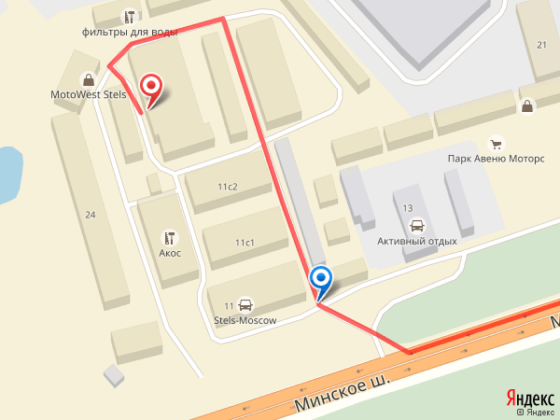 фильтры для воды
21
MotoWest Stels
Парк Авеню Моторс
11с2
24
13
Активный отдых
11с1
Акос
11
Stels-Moscow
Минское ш.
М
Яндекс